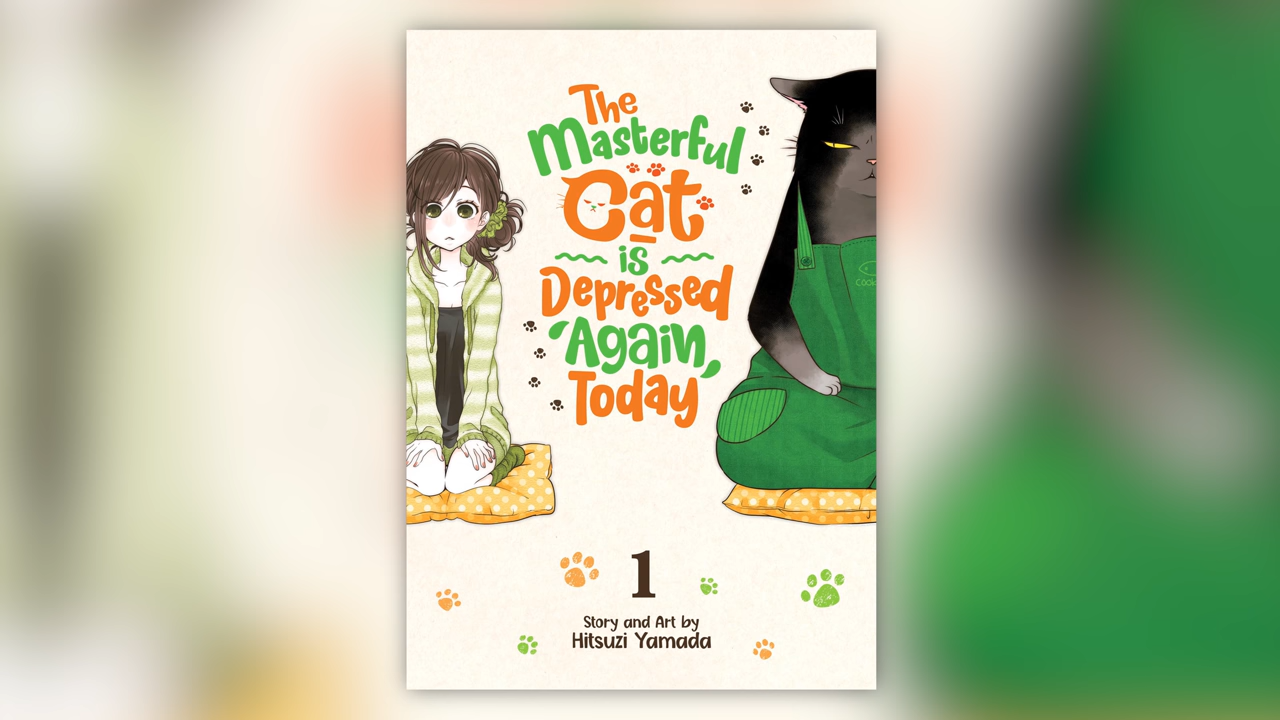 The
Masterful
Cat
is
Depressed
Again,
Today
1
Story and Art by
Hitsuzi Yamada